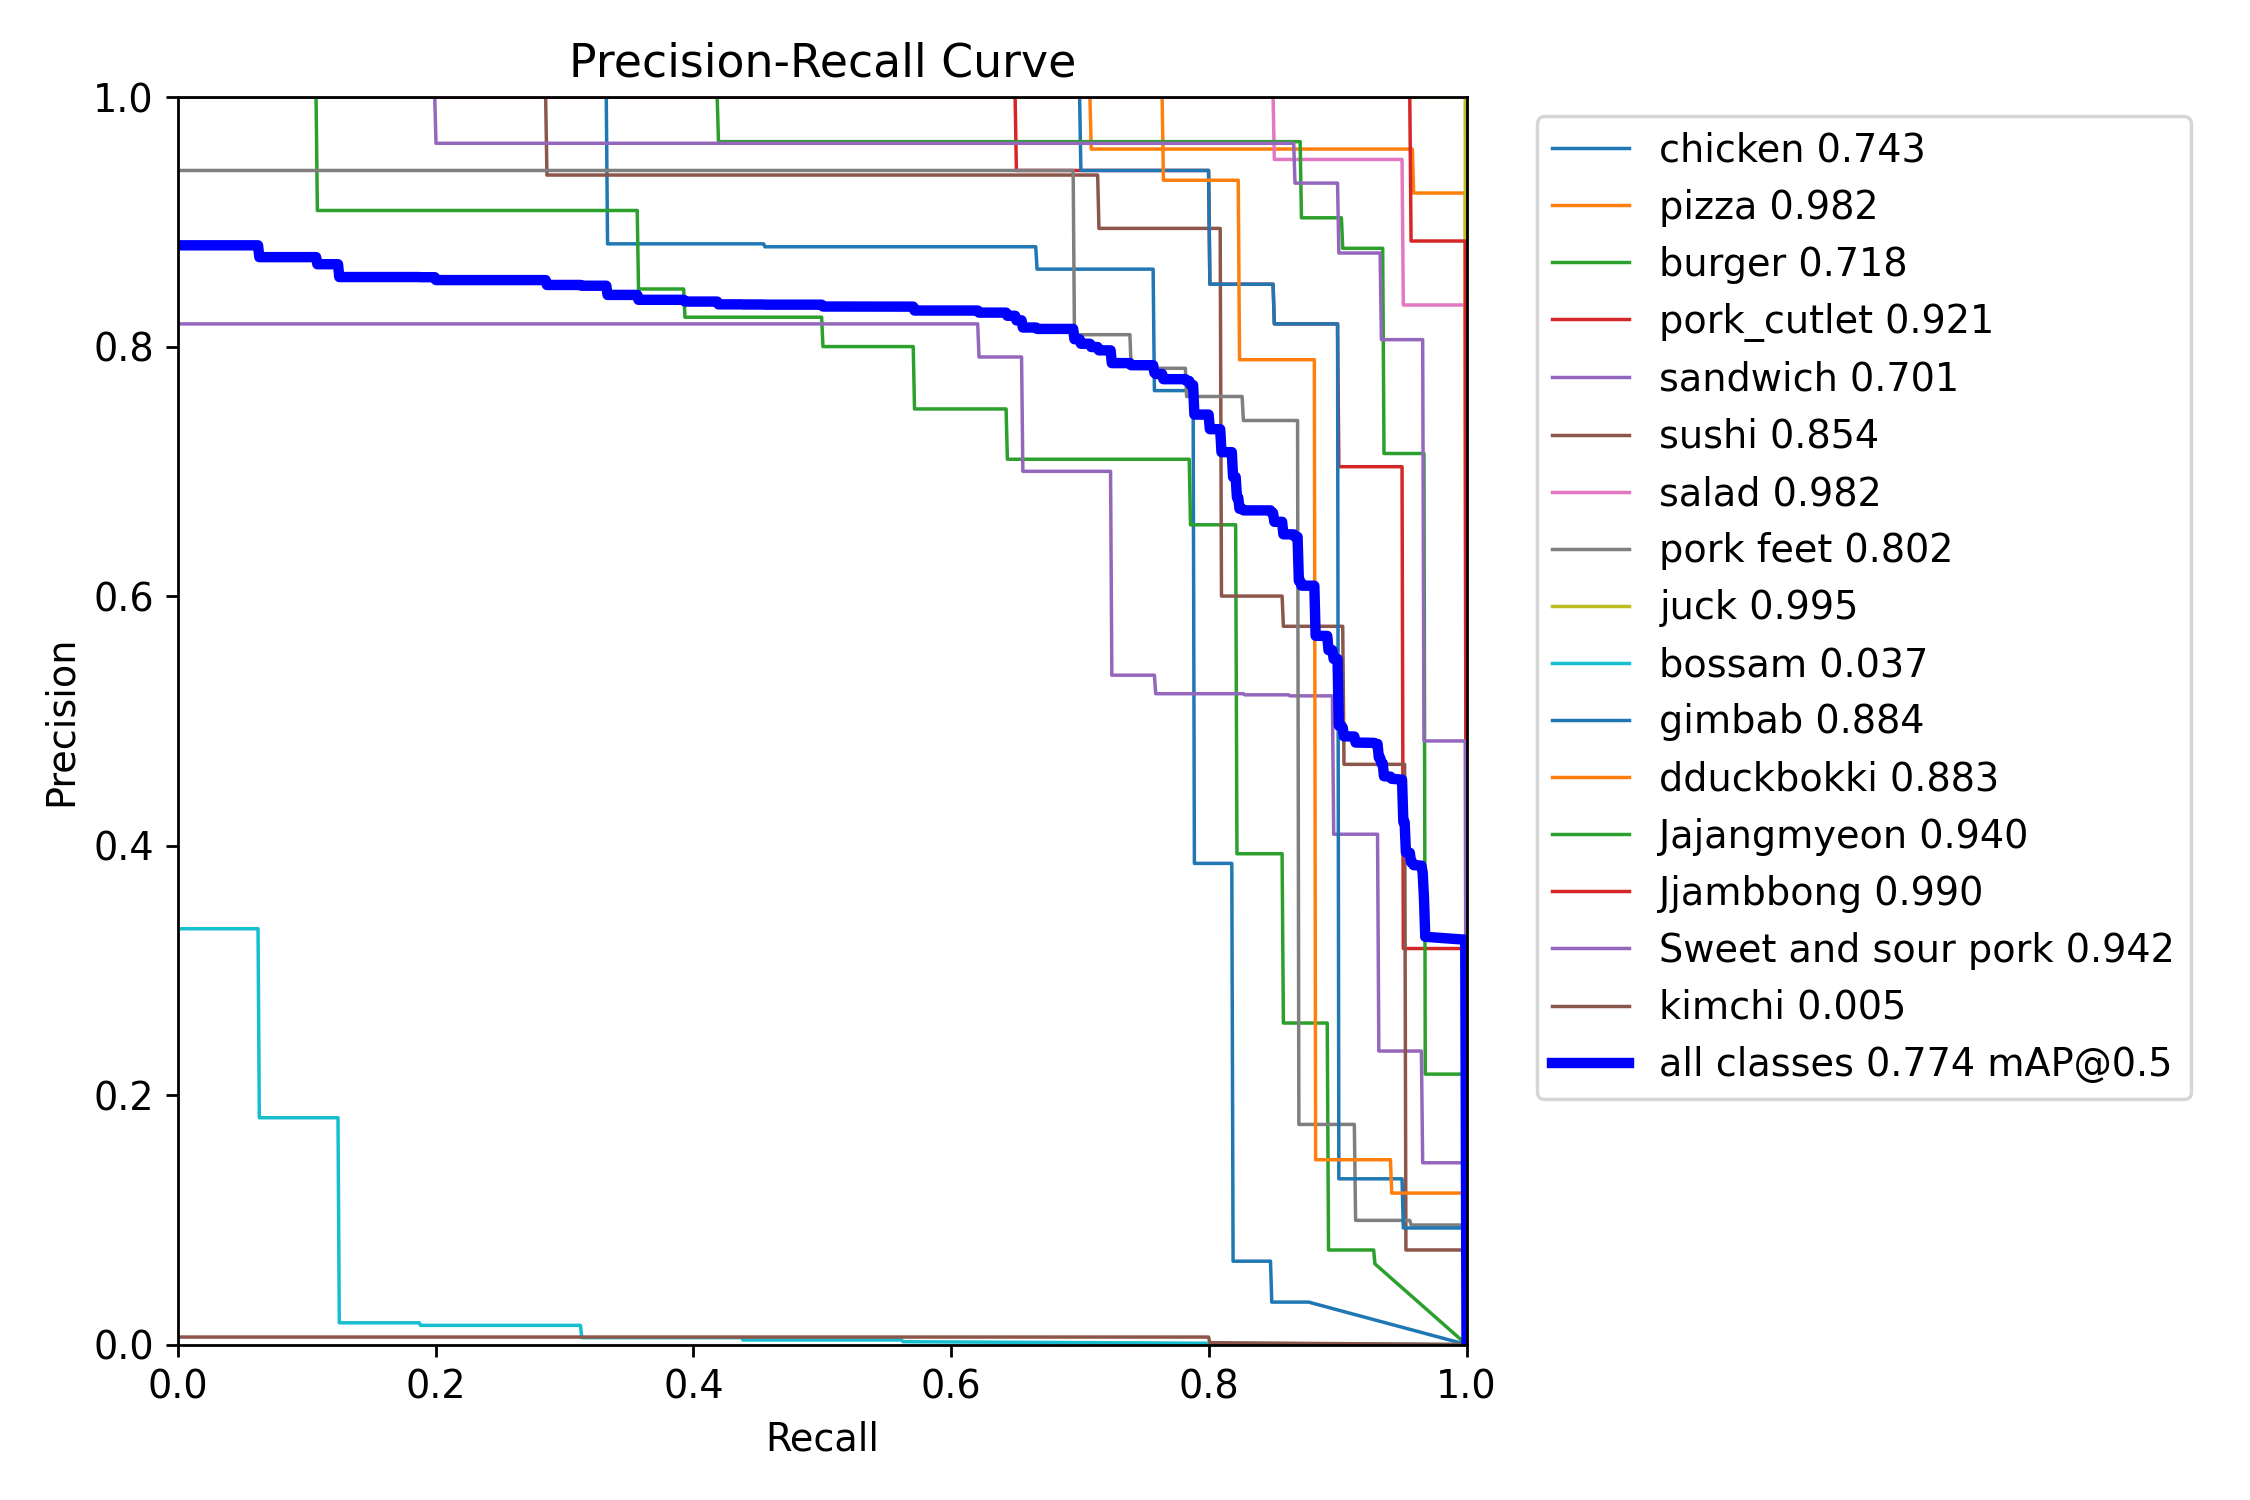 Precision-Recall Curve
1.0
0.8
0.6
0.4
0.2
0.0
Precision
0.0 0.2 0.4 0.6 0.8 1.0
Recall
chicken 0.743
pizza 0.982
burger 0.718
pork_cutlet 0.921
sandwich 0.701
sushi 0.854
salad 0.982
pork feet 0.802
juck 0.995
bossam 0.037
gimbab 0.884
dduckbokki 0.883
Jajangmyeon 0.940
Jjambbong 0.990
Sweet and sour pork 0.942
kimchi 0.005
all classes 0.774 mAP@0.5